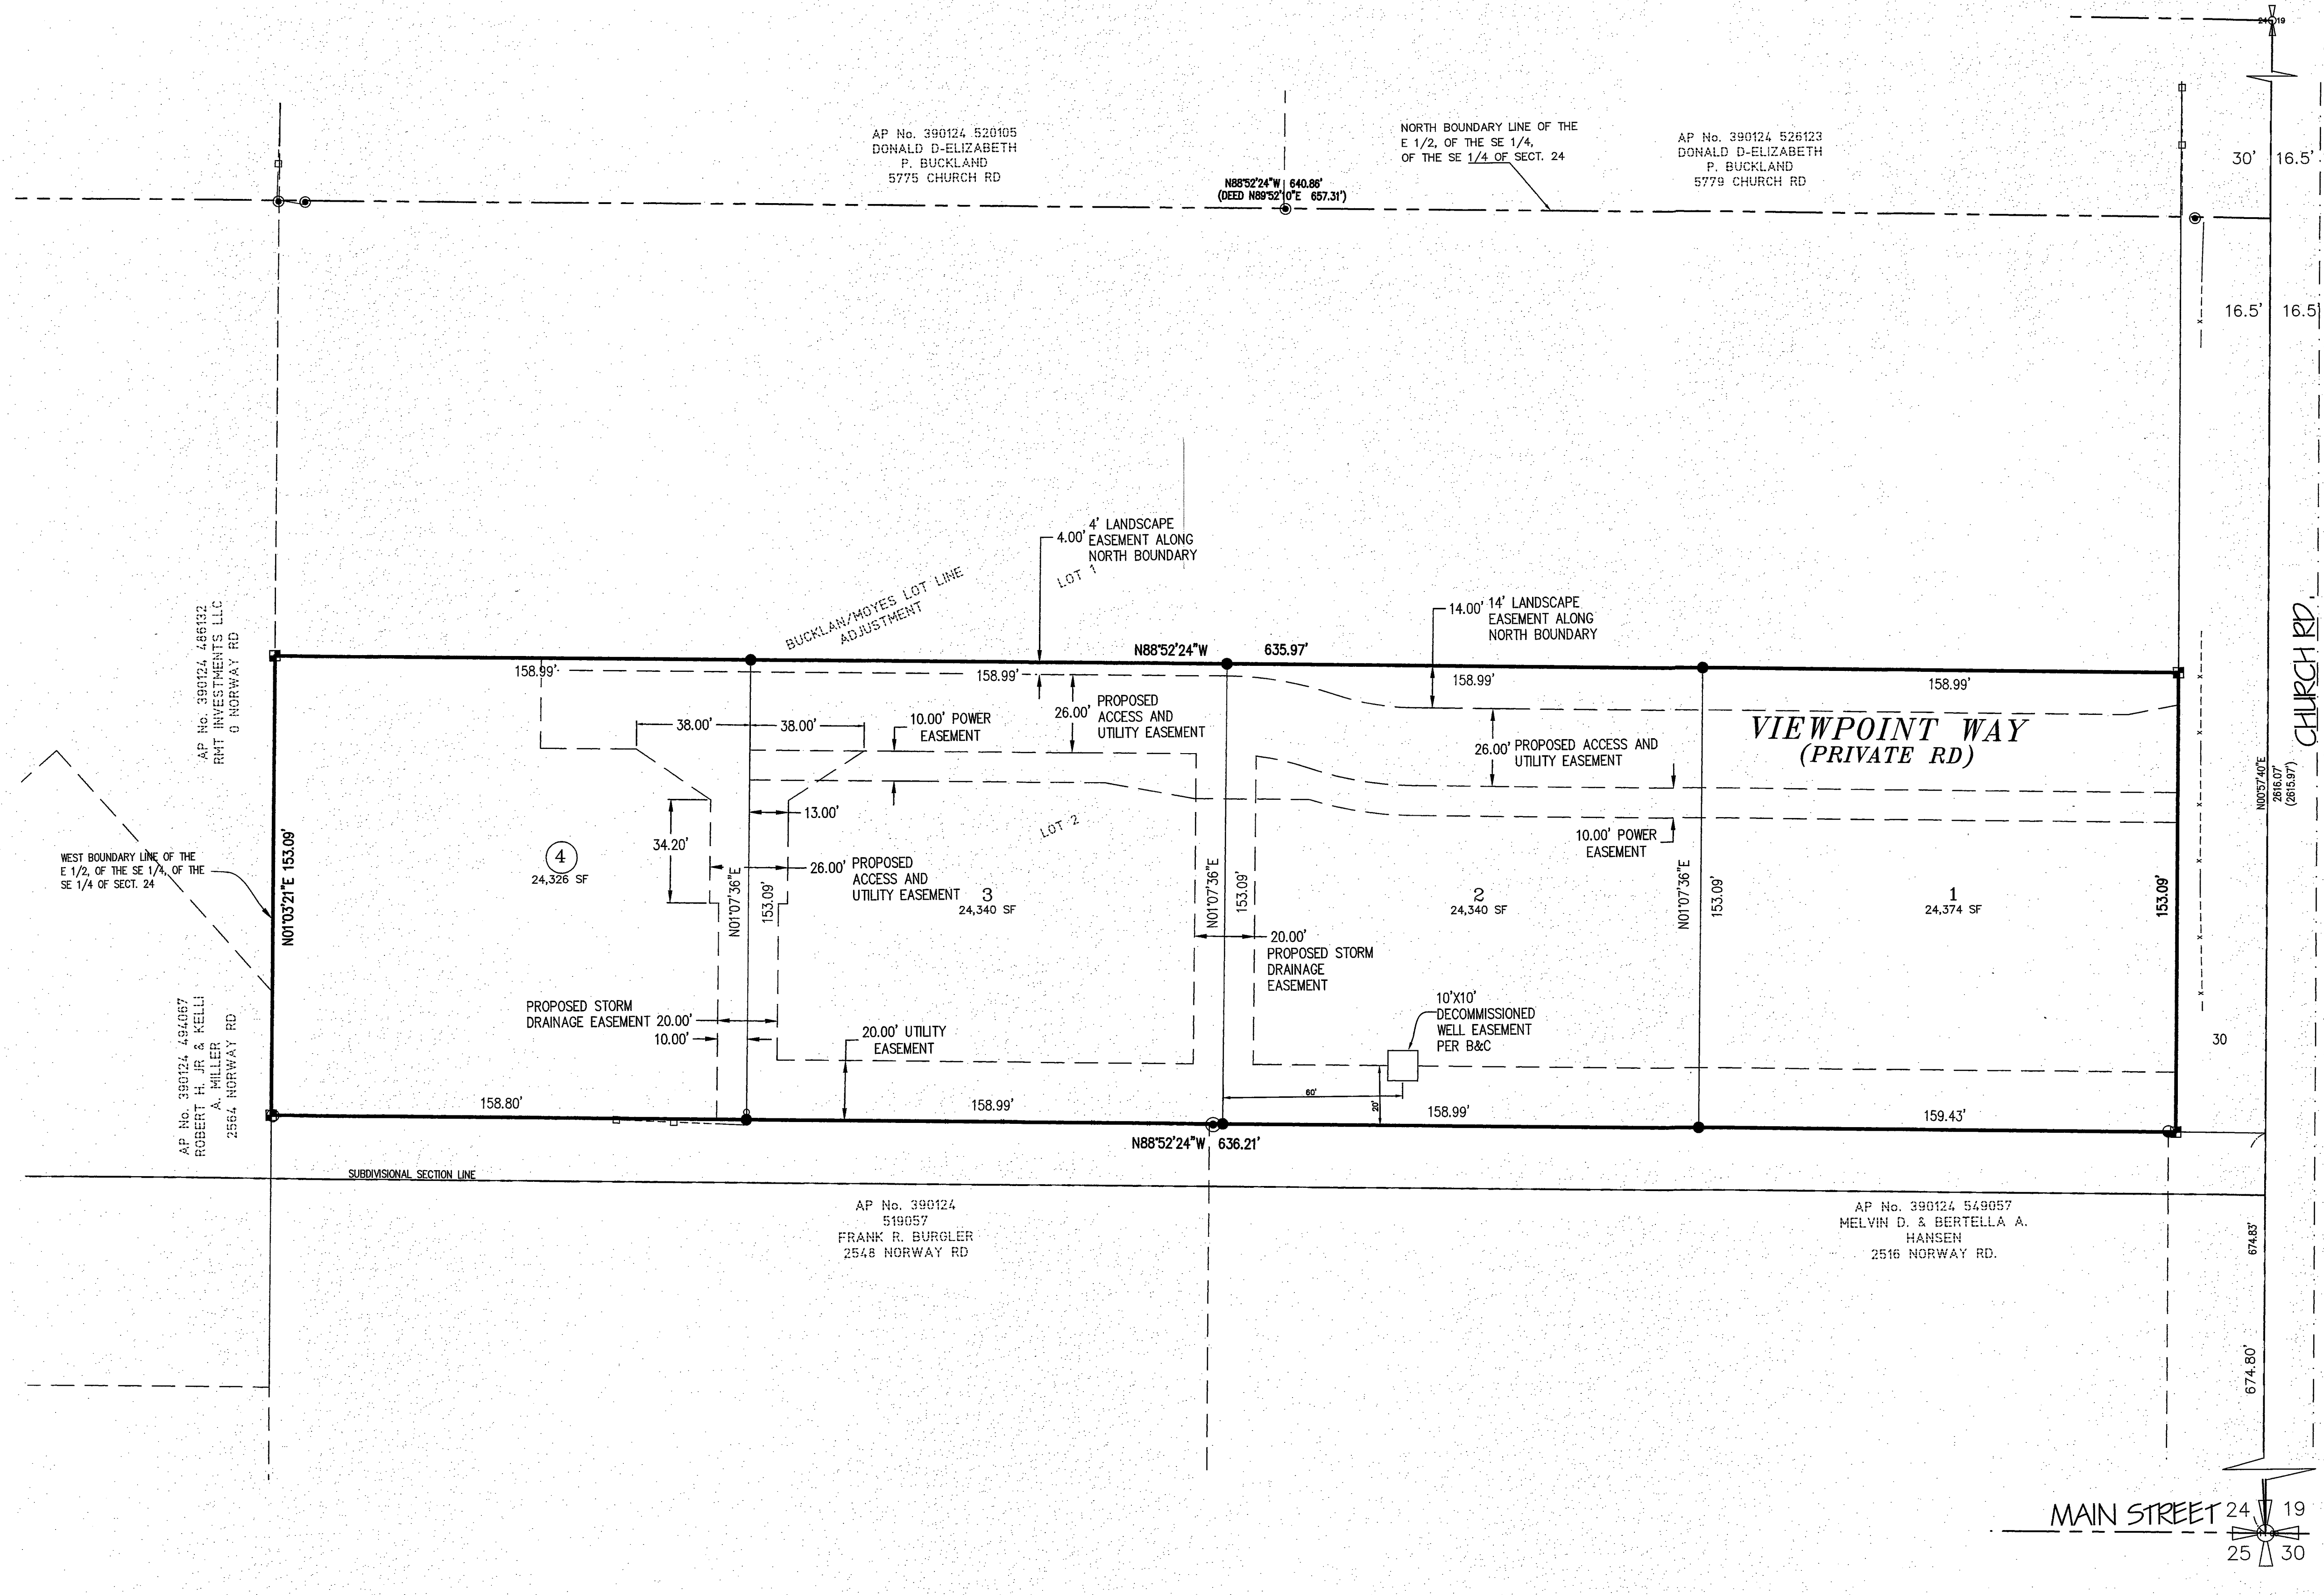 24 19
AP No. 390124 520105
DONALD D-ELIZABETH
P. BUCKLAND
5775 CHURCH RD
NORTH BOUNDARY LINE OF THE
E 1/2, OF THE SE 1/4,
OF THE SE 1/4 OF SECT. 24
AP No. 390124 526123
DONALD D-ELIZABETH
P. BUCKLAND
5779 CHURCH RD
30' 16.5'
N88°52'24"W 640.86'
(DEED N89°52'10"E 657.31')
16.5' 16.5'
4.00'
4' LANDSCAPE
EASEMENT ALONG
NORTH BOUNDARY
LOT 1
BUCKLAN/MOYES LOT LINE
ADJUSTMENT
14.00'
14' LANDSCAPE
EASEMENT ALONG
NORTH BOUNDARY
AP No. 390124 486132
RMT INVESTMENTS LLC
0 NORWAY RD
N88°52'24"W 635.97'
158.99'
158.99'
158.99'
158.99'
CHURCH RD.
38.00'
38.00'
10.00' POWER
EASEMENT
26.00'
PROPOSED
ACCESS AND
UTILITY EASEMENT
26.00' PROPOSED ACCESS AND
UTILITY EASEMENT
VIEWPOINT WAY
(PRIVATE RD)
N00°57'40"E
2616.07'
(2615.97')
13.00'
34.20'
LOT 2
10.00' POWER
EASEMENT
WEST BOUNDARY LINE OF THE
E 1/2, OF THE SE 1/4, OF THE
SE 1/4 OF SECT. 24
N01°03'21"E 153.09'
4
24,326 SF
26.00'
PROPOSED
ACCESS AND
UTILITY EASEMENT
N01°07'36"E
153.09'
3
24,340 SF
N01°07'36"E
153.09'
2
24,340 SF
N01°07'36"E
153.09'
1
24,374 SF
153.09'
20.00'
PROPOSED STORM
DRAINAGE
EASEMENT
AP No. 390124 494067
ROBERT H. JR & KELLI
A. MILLER
2564 NORWAY RD
PROPOSED STORM
DRAINAGE EASEMENT 20.00'
10.00'
20.00' UTILITY
EASEMENT
10'X10'
DECOMMISSIONED
WELL EASEMENT
PER B&C
30
60'
20'
158.80'
158.99'
158.99'
159.43'
N88°52'24"W 636.21'
SUBDIVISIONAL SECTION LINE
AP No. 390124
519057
FRANK R. BURGLER
2548 NORWAY RD
AP No. 390124 549057
MELVIN D. & BERTELLA A.
HANSEN
2516 NORWAY RD.
674.83'
674.80'
MAIN STREET
24 19
25 30